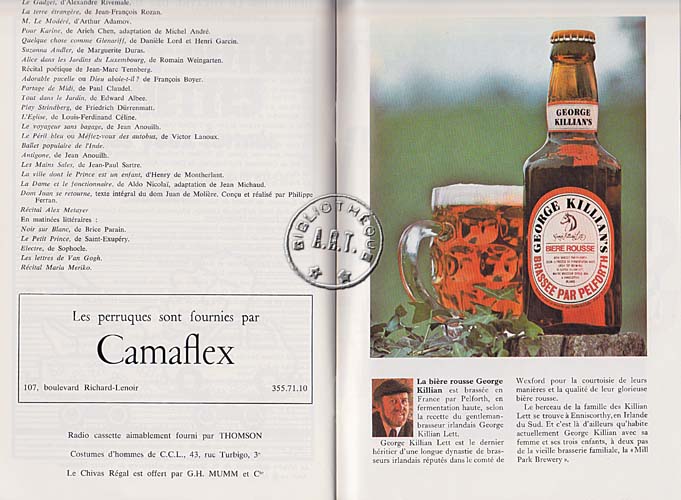 Le Gadget, d'Alexandre Rivemale.
La terre étrangère, de Jean-François Rozan.
M. Le Modéré, d'Arthur Adamov.
Pour Karine, de Arieh Chen, adaptation de Michel André.
Quelque chose comme Glenariff, de Danièle Lord et Henri Garcin.
Suzanna Andler, de Marguerite Duras.
Alice dans les Jardins du Luxembourg, de Romain Weingarten.
Récital poétique de Jean-Marc Tennberg.
Adorable pucelle ou Dieu aboie-t-il ? de François Boyer.
Partage de Midi, de Paul Claudel.
Tout dans le Jardin, de Edward Albee.
Play Strindberg, de Friedrich Dürrenmatt.
L'Eglise, de Louis-Ferdinand Céline.
Le voyageur sans bagage, de Jean Anouilh.
Le Péril bleu ou Méfiez-vous des autobus, de Victor Lanoux.
Ballet populaire de l'Inde.
Antigone, de Jean Anouilh.
Les Mains Sales, de Jean-Paul Sartre.
La ville dont le Prince est un enfant, d'Henry de Montherlant.
La Dame et le fonctionnaire, de Aldo Nicolaï, adaptation de Jean Michaud.
Dom Juan se retourne, texte intégral du dom Juan de Molière. Conçu et réalisé par Philippe
Ferran.
Récital Alex Metayer
En matinées littéraires :
Noir sur Blanc, de Brice Parain.
Le Petit Prince, de Saint-Exupéry.
Electre, de Sophocle.
Les lettres de Van Gogh.
Récital Maria Meriko.
Les perruques sont fournies par
Camaflex
107, boulevard Richard-Lenoir 355.71.10
Radio cassette aimablement fourni par THOMSON
Costumes d'hommes de C.C.L., 43, rue Turbigo, 3e
Le Chivas Régal est offert par G.H. MUMM et Cie
BIBLIOTHÈQUE
A.R.T.
GEORGE
KILLIAN'S
GEORGE KILLIAN'S
BIERE ROUSSE
BRASSÉE PAR PELFORTH
La bière rousse George
Killian est brassée en
France par Pelforth, en
fermentation haute, selon
la recette du gentleman-
brasseur irlandais George
Killian Lett.
George Killian Lett est le dernier
héritier d'une longue dynastie de bras-
seurs irlandais réputés dans le comté de
Wexford pour la courtoisie de leurs
manières et la qualité de leur glorieuse
bière rousse.
Le berceau de la famille des Killian
Lett se trouve à Enniscorthy, en Irlande
du Sud. Et c'est là d'ailleurs qu'habite
actuellement George Killian avec sa
femme et ses trois enfants, à deux pas
de la vieille brasserie familiale, la « Mill
Park Brewery ».